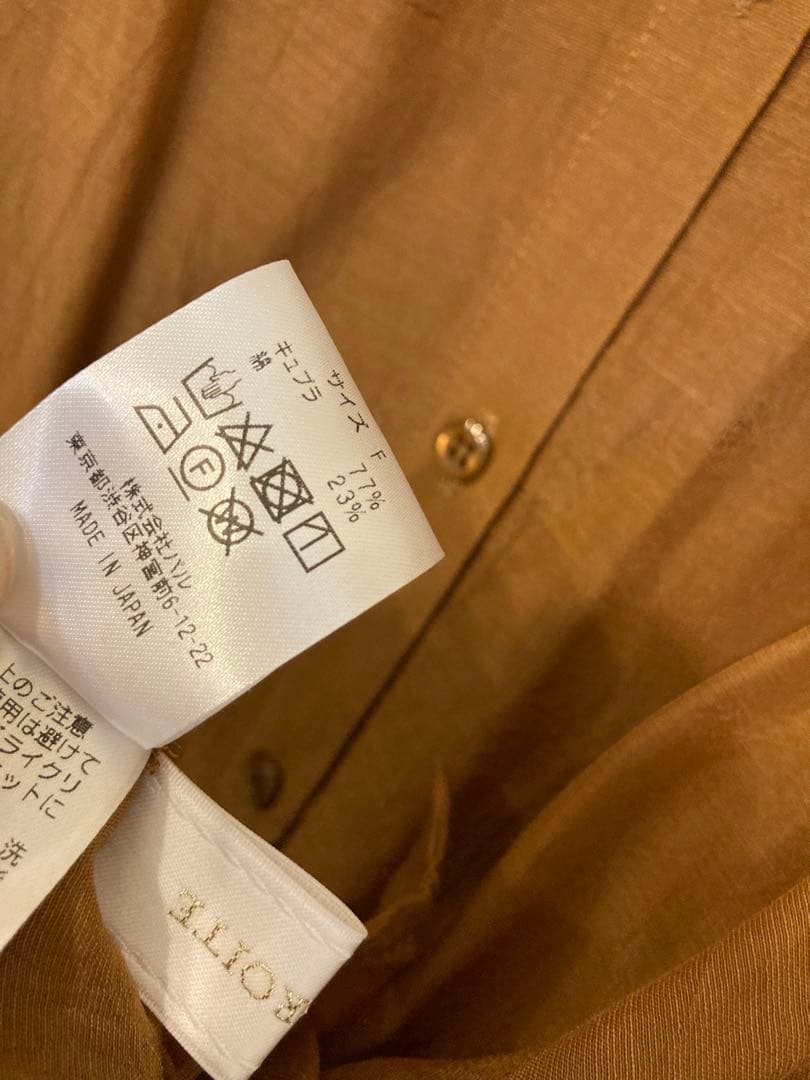 サイズ F
キュプラ 77%
綿 23%
F
W
株式会社パル
東京都渋谷区神宮前6-12-22
MADE IN JAPAN
上のご注意
用は避けて
ライクリ
ットに
洗
ROITE